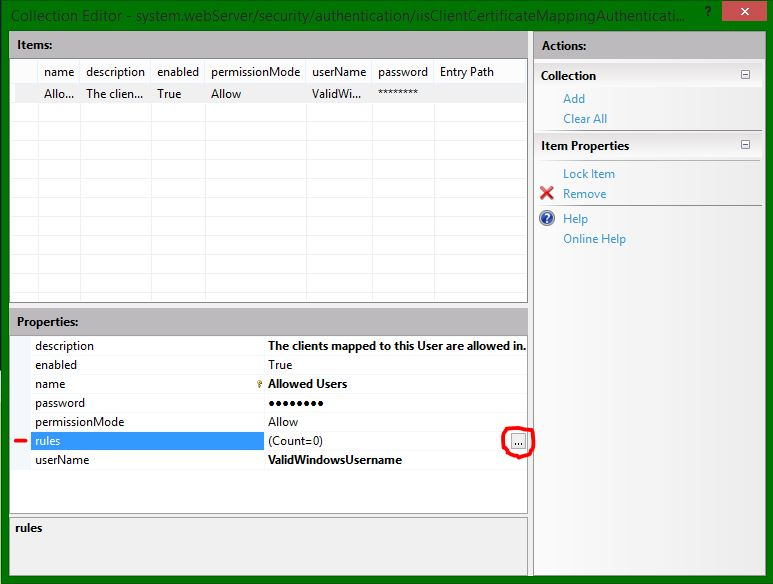 Collection Editor - system.webServer/security/authentication/iisClientCertificateMappingAuthenticati...
?
Items:
name description enabled permissionMode userName password Entry Path
Allo... The clien... True Allow ValidWi... ********
Properties:
description The clients mapped to this User are allowed in.
enabled True
name Allowed Users
password ●●●●●●●●
permissionMode Allow
rules (Count=0) ...
userName ValidWindowsUsername
rules
Actions:
Collection
Add
Clear All
Item Properties
Lock Item
Remove
Help
Online Help